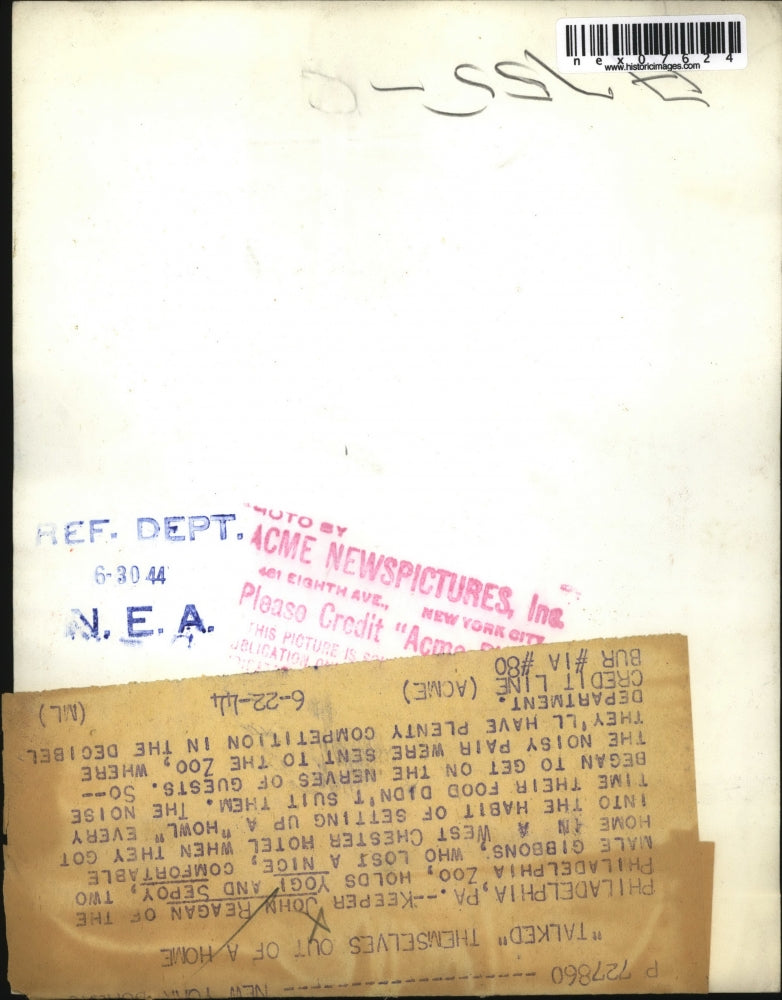 nex07624
www.historicimages.com
REF. DEPT.
6-30 44
N. E. A.
PHOTO BY
ACME NEWSPICTURES, Inc.
461 EIGHTH AVE., NEW YORK CITY
Please Credit "Acme
THIS PICTURE IS
P 727860 NEW YORK
"TALKED" THEMSELVES OUT OF A HOME
PHILADELPHIA, PA.--KEEPER JOHN REAGAN OF THE
PHILADELPHIA ZOO, HOLDS YOGI AND SEPOY, TWO
MALE GIBBONS, WHO LOST A NICE, COMFORTABLE
HOME IN A WEST CHESTER HOTEL WHEN THEY GOT
INTO THE HABIT OF SETTING UP A "HOWL" EVERY
TIME THEIR FOOD DIDN'T SUIT THEM. THE NOISE
BEGAN TO GET ON THE NERVES OF GUESTS. SO--
THE NOISY PAIR WERE SENT TO THE ZOO, WHERE
THEY'LL HAVE PLENTY COMPETITION IN THE DECIBEL
DEPARTMENT.
CREDIT LINE (ACME) 6-22-44 (ML)
BUR #1A #80